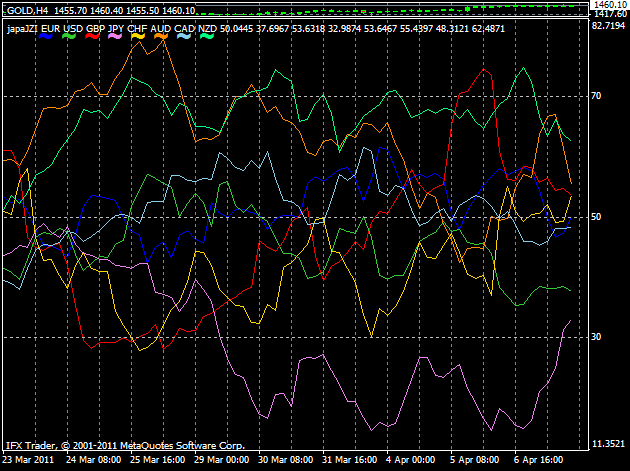 GOLD,H4 1455.70 1460.40 1455.50 1460.10
1460.10
1417.60
japaJZI EUR USD GBP JPY CHF AUD CAD NZD 50.0445 37.6967 53.6318 32.9874 53.6467 55.4397 48.3121 62.4871
82.7194
70
50
30
11.3521
IFX Trader, © 2001-2011 MetaQuotes Software Corp.
23 Mar 2011 24 Mar 08:00 25 Mar 16:00 29 Mar 00:00 30 Mar 08:00 31 Mar 16:00 4 Apr 00:00 5 Apr 08:00 6 Apr 16:00